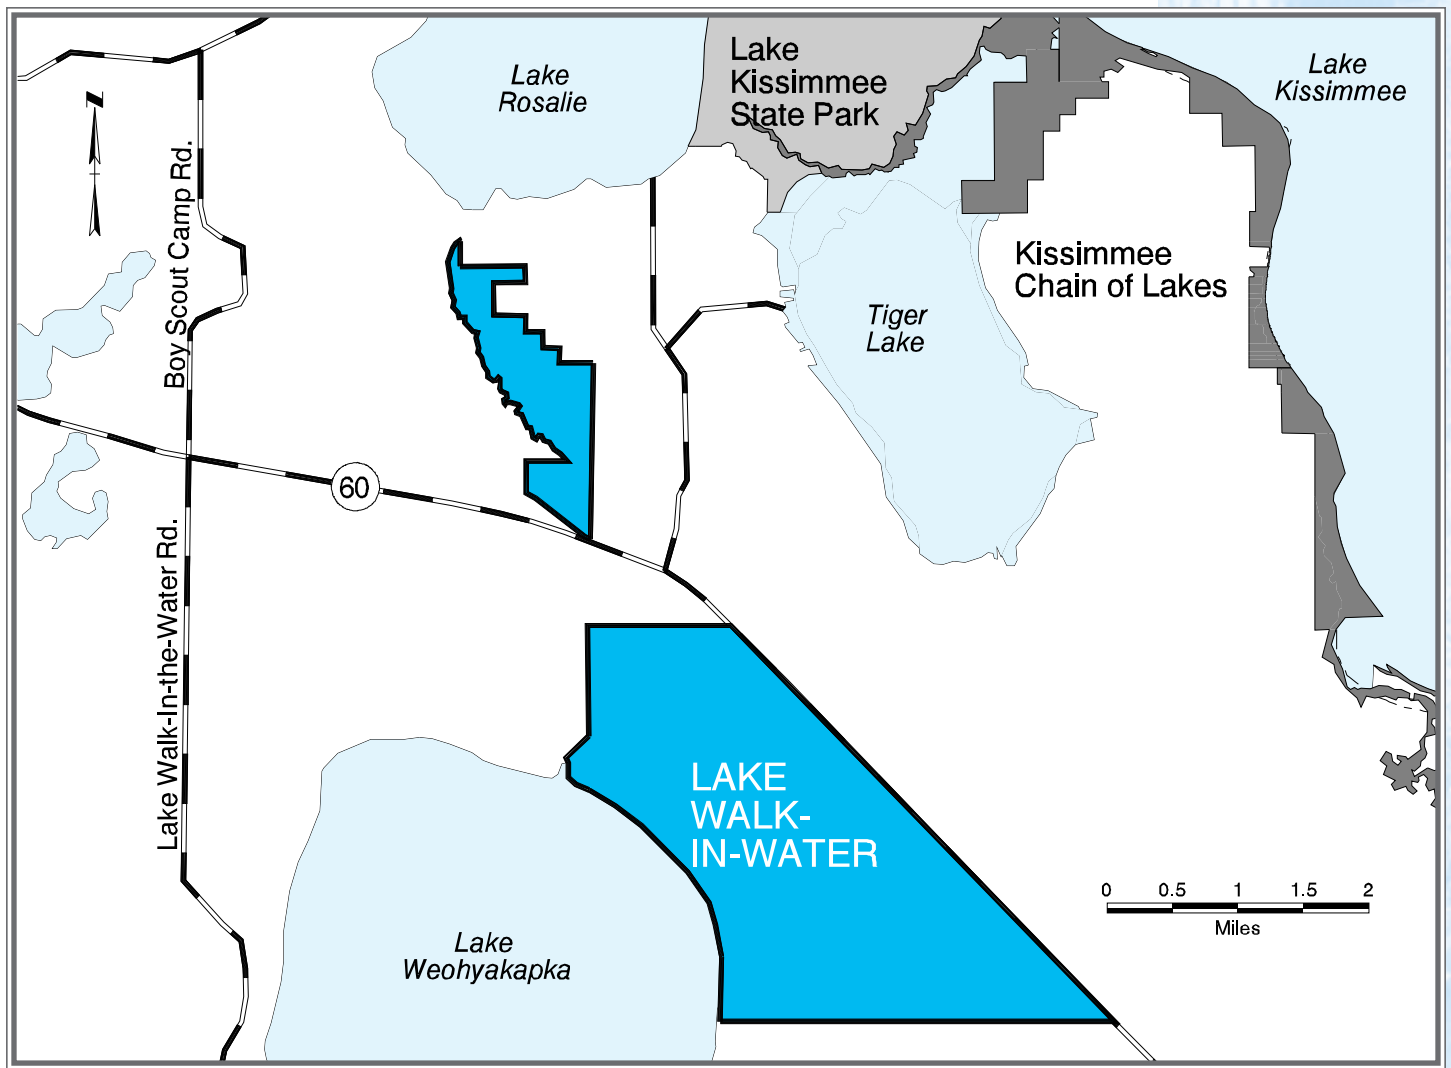 Lake
Rosalie
Lake
Kissimmee
State Park
Lake
Kissimmee
N
Boy Scout Camp Rd.
Kissimmee
Chain of Lakes
Tiger
Lake
60
Lake Walk-In-the-Water Rd.
LAKE
WALK-
IN-WATER
0 0.5 1 1.5 2
Miles
Lake
Weohyakapka